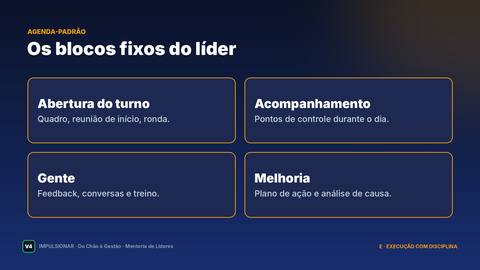 AGENDA-PADRÃO
Os blocos fixos do líder
Abertura do turno
Quadro, reunião de início, ronda.
Acompanhamento
Pontos de controle durante o dia.
Gente
Feedback, conversas e treino.
Melhoria
Plano de ação e análise de causa.
V4 IMPULSIONAR · Do Chão à Gestão · Mentoria de Líderes
E · EXECUÇÃO COM DISCIPLINA